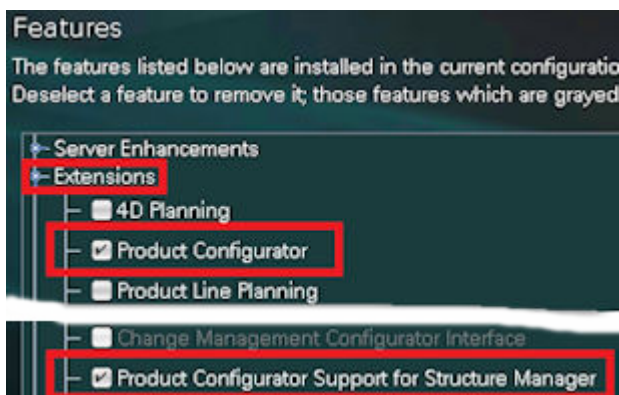 Features
The features listed below are installed in the current configuratio
Deselect a feature to remove it; those features which are grayed
Server Enhancements
Extensions
4D Planning
Product Configurator
Product Line Planning
Change Management Configurator Interface
Product Configurator Support for Structure Manager